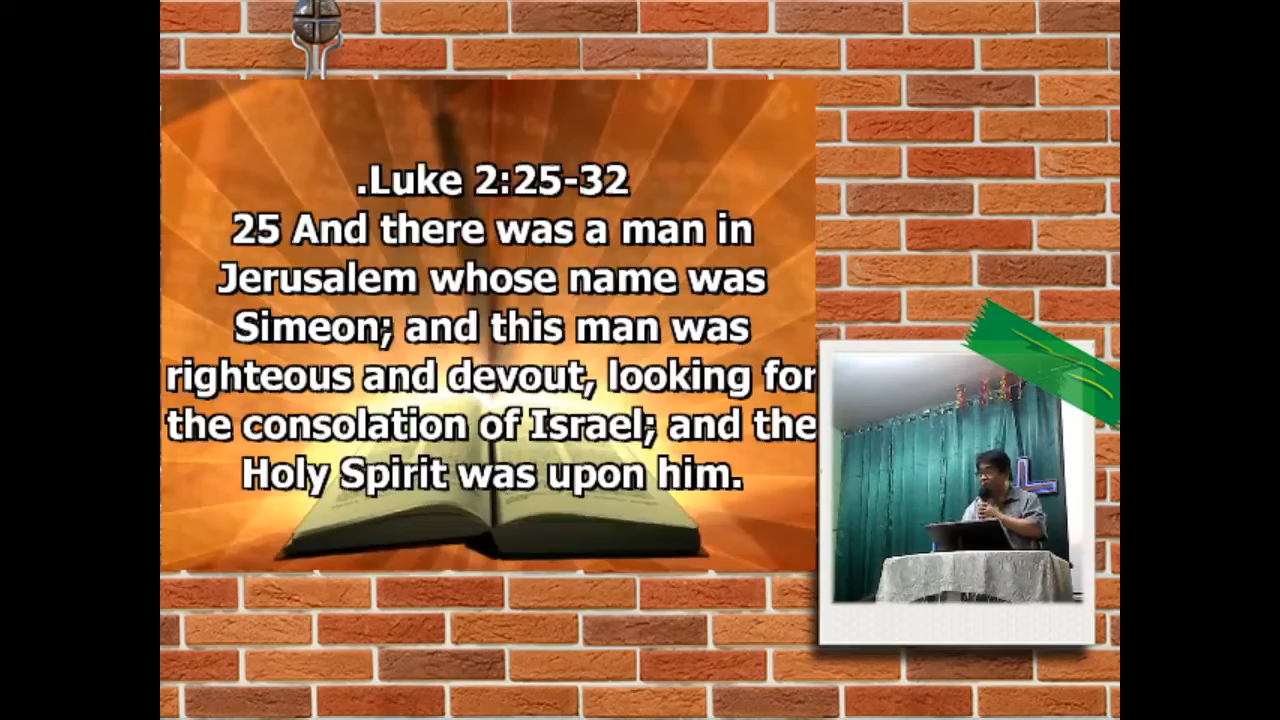 .Luke 2:25-32
25 And there was a man in
Jerusalem whose name was
Simeon; and this man was
righteous and devout, looking for
the consolation of Israel; and the
Holy Spirit was upon him.